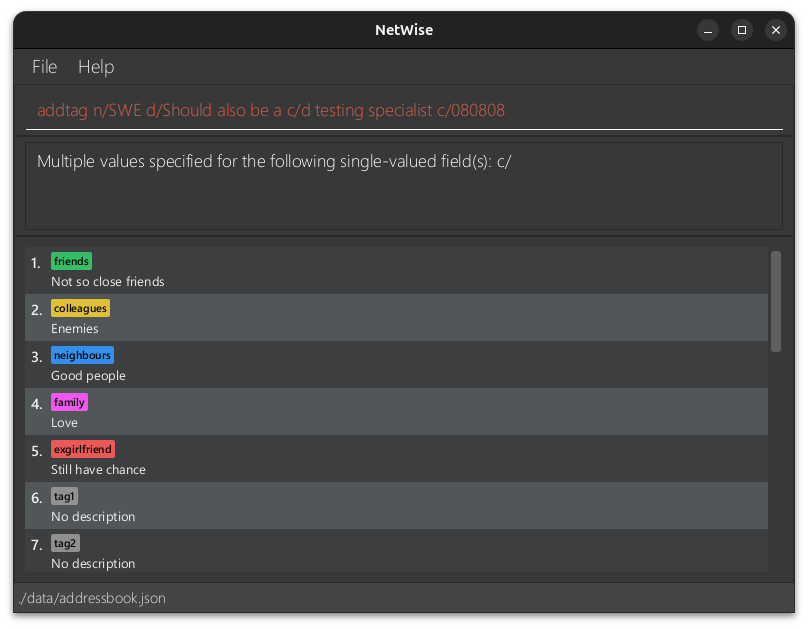 NetWise
File Help
addtag n/SWE d/Should also be a c/d testing specialist c/080808
Multiple values specified for the following single-valued field(s): c/
1. friends
Not so close friends
2. colleagues
Enemies
3. neighbours
Good people
4. family
Love
5. exgirlfriend
Still have chance
6. tag1
No description
7. tag2
No description
./data/addressbook.json